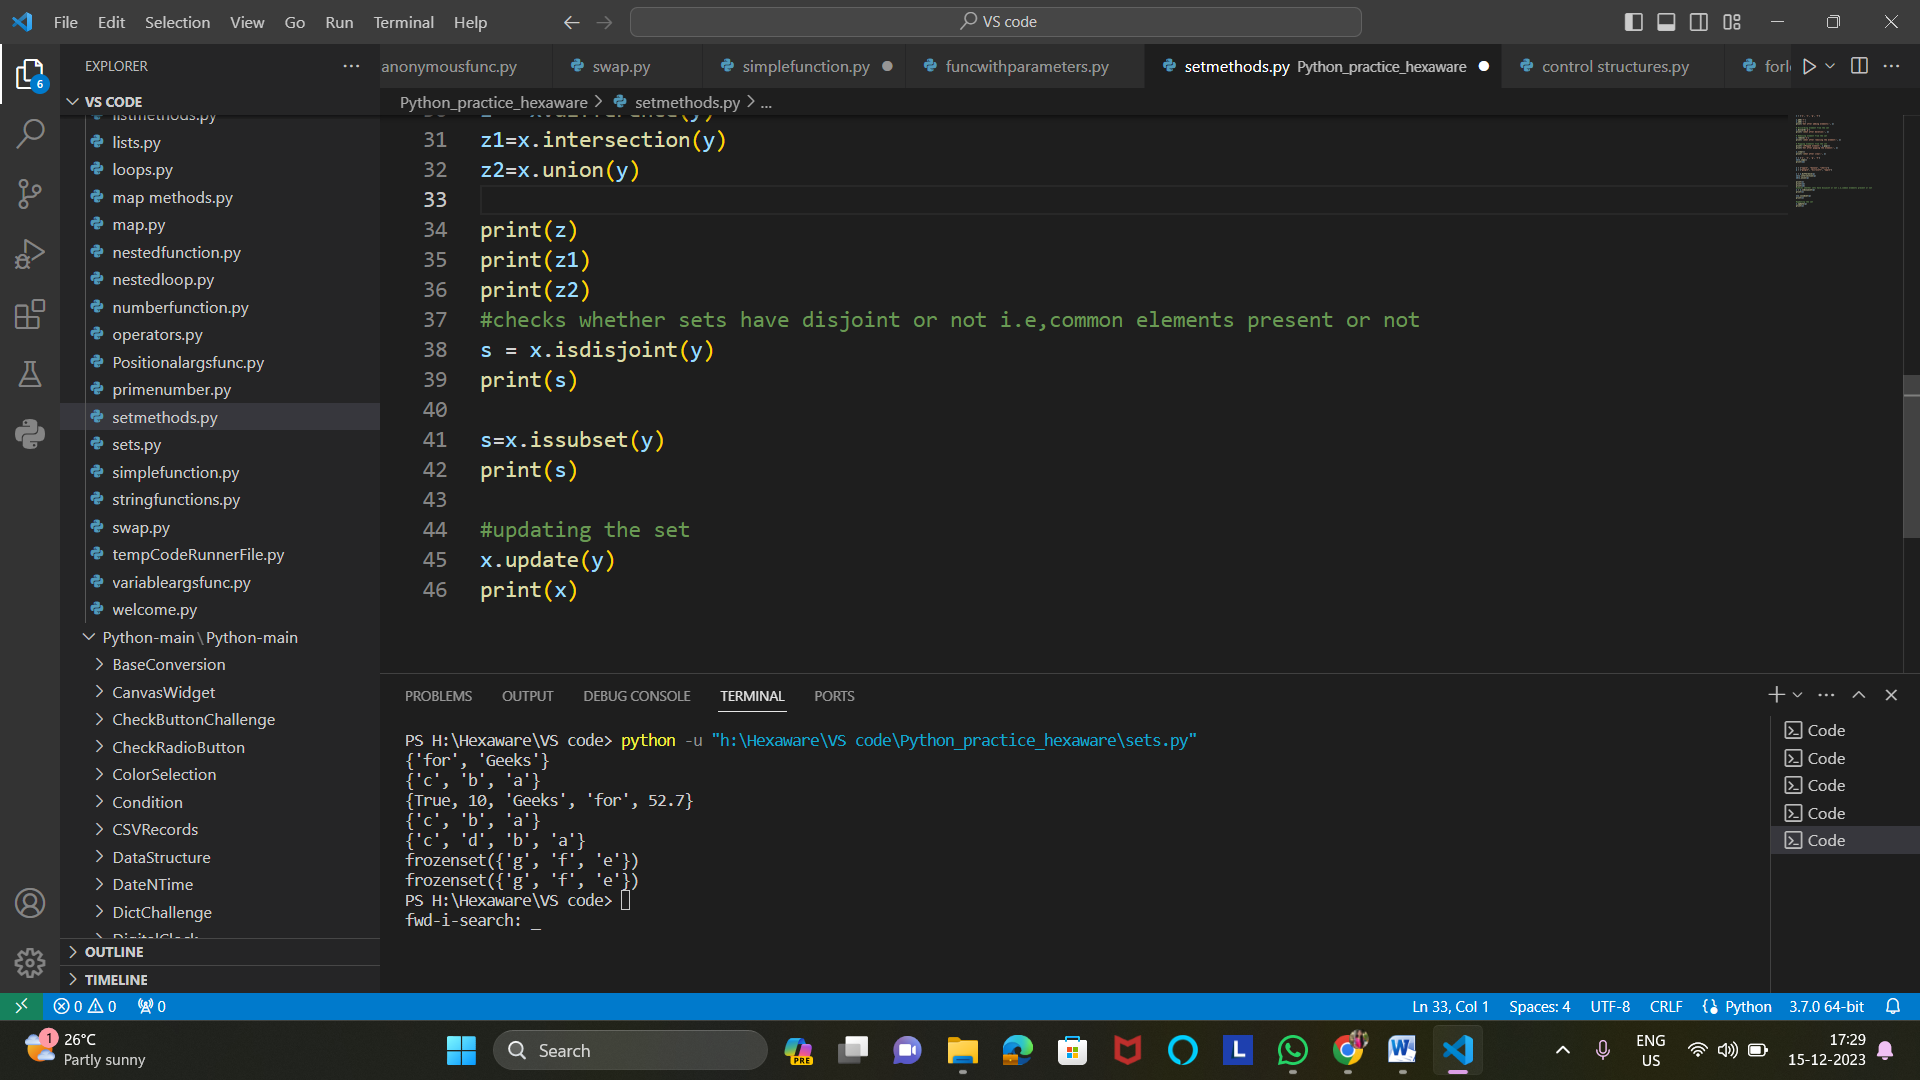 File Edit Selection View Go Run Terminal Help
VS code
EXPLORER
anonymousfunc.py swap.py simplefunction.py funcwithparameters.py setmethods.py Python_practice_hexaware control structures.py forl
VS CODE
Python_practice_hexaware > setmethods.py > ...
listmethods.py
lists.py
loops.py
map methods.py
map.py
nestedfunction.py
nestedloop.py
numberfunction.py
operators.py
Positionalargsfunc.py
primenumber.py
setmethods.py
sets.py
simplefunction.py
stringfunctions.py
swap.py
tempCodeRunnerFile.py
variableargsfunc.py
welcome.py
Python-main\Python-main
BaseConversion
CanvasWidget
CheckButtonChallenge
CheckRadioButton
ColorSelection
Condition
CSVRecords
DataStructure
DateNTime
DictChallenge
DigitalClock
OUTLINE
TIMELINE
31 z1=x.intersection(y)
32 z2=x.union(y)
33
34 print(z)
35 print(z1)
36 print(z2)
37 #checks whether sets have disjoint or not i.e,common elements present or not
38 s = x.isdisjoint(y)
39 print(s)
40
41 s=x.issubset(y)
42 print(s)
43
44 #updating the set
45 x.update(y)
46 print(x)
PROBLEMS OUTPUT DEBUG CONSOLE TERMINAL PORTS
PS H:\Hexaware\VS code> python -u "h:\Hexaware\VS code\Python_practice_hexaware\sets.py"
{'for', 'Geeks'}
{'c', 'b', 'a'}
{True, 10, 'Geeks', 'for', 52.7}
{'c', 'b', 'a'}
{'c', 'd', 'b', 'a'}
frozenset({'g', 'f', 'e'})
frozenset({'g', 'f', 'e'})
PS H:\Hexaware\VS code>
fwd-i-search: _
Code
Code
Code
Code
Code
0 0 0
Ln 33, Col 1 Spaces: 4 UTF-8 CRLF Python 3.7.0 64-bit
1 26°C
Partly sunny
Search
PRE
L
ENG
US
17:29
15-12-2023
6